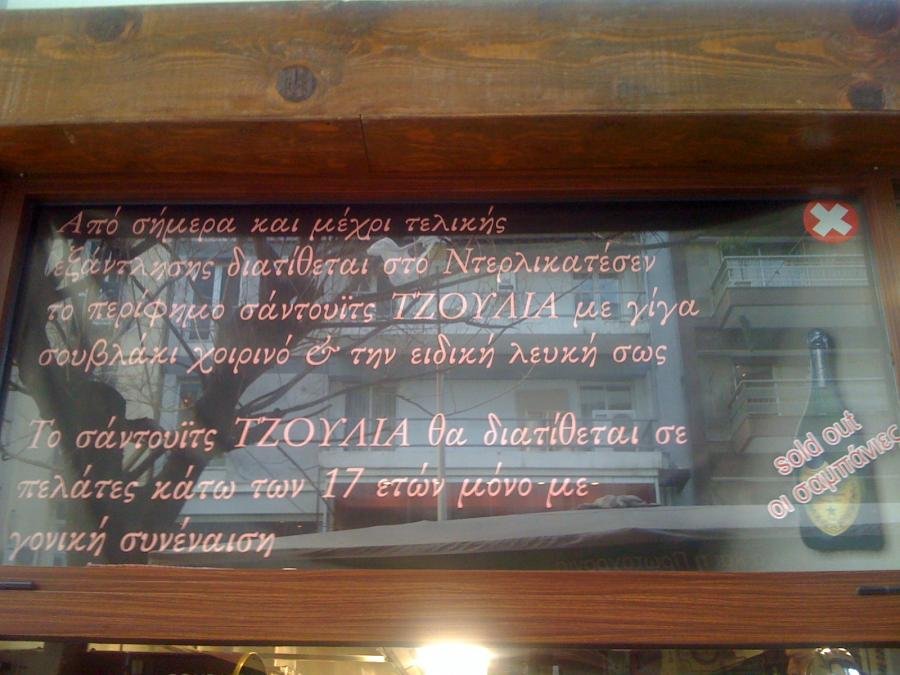 Από σήμερα και μέχρι τελικής
εξάντλησης διατίθεται στο Ντερλικατέσεν
το περίφημο σάντουϊτς ΤΖΟΥΛΙΑ με γίγα
σουβλάκι χοιρινό & την ειδική λευκή σως
Το σάντουϊτς ΤΖΟΥΛΙΑ θα διατίθεται σε
πελάτες κάτω των 17 ετών μόνο με
γονική συνέναιση
sold out
οι σαμπάνιες